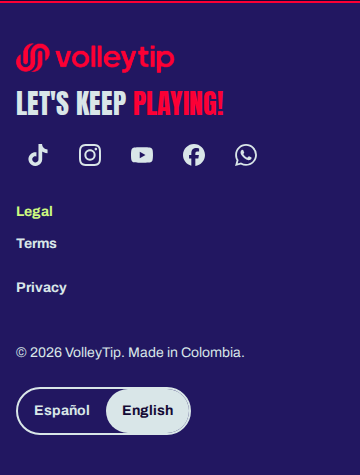 volleytip
LET'S KEEP PLAYING!
Legal
Terms
Privacy
© 2026 VolleyTip. Made in Colombia.
Español English